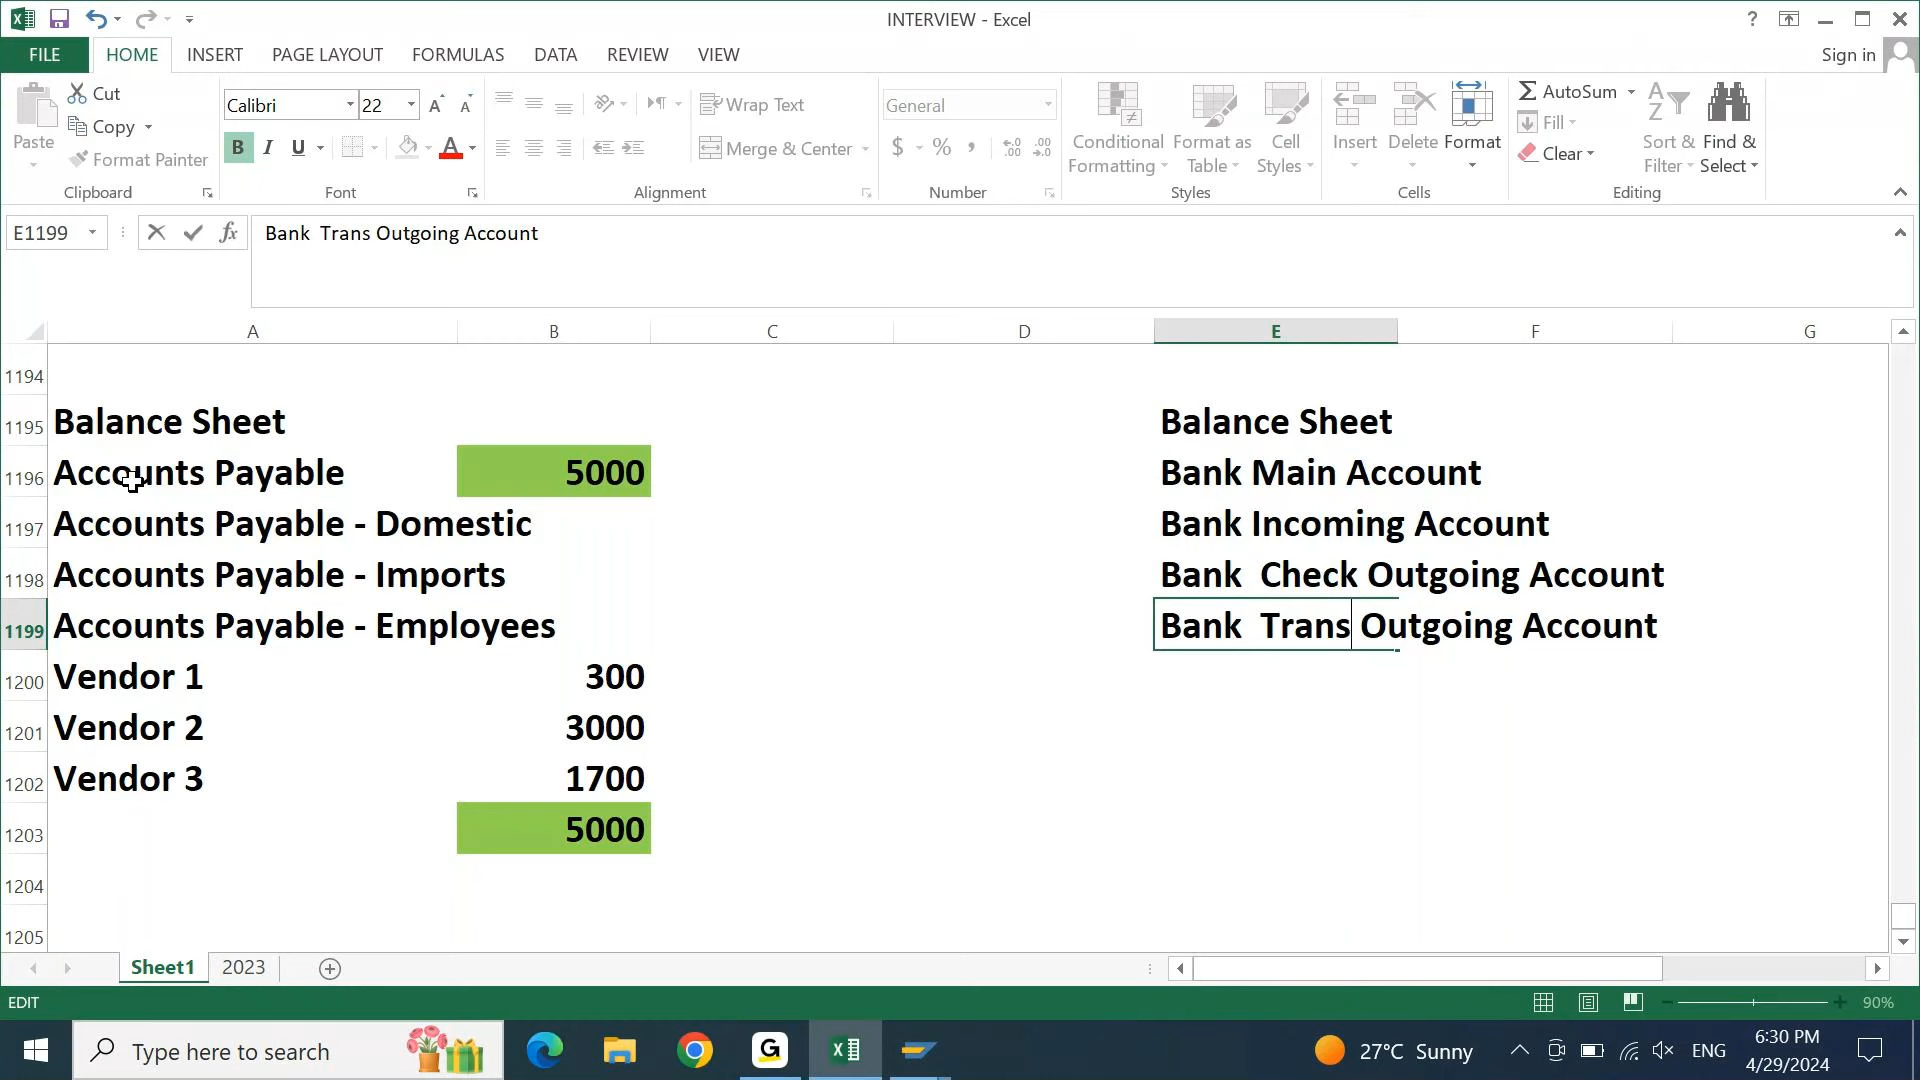 INTERVIEW - Excel
?
FILE HOME INSERT PAGE LAYOUT FORMULAS DATA REVIEW VIEW Sign in
Paste
Cut
Copy
Format Painter
Clipboard
Calibri 22 A A
B I U A
Font
Wrap Text
Merge & Center
Alignment
General
$ % ,
Number
Conditional Formatting
Format as Table
Cell Styles
Styles
Insert Delete Format
Cells
AutoSum
Fill
Clear
Sort & Filter
Find & Select
Editing
E1199 fx Bank  Trans Outgoing Account
A B C D E F G
1194
1195 Balance Sheet Balance Sheet
1196 Accounts Payable 5000 Bank Main Account
1197 Accounts Payable - Domestic Bank Incoming Account
1198 Accounts Payable - Imports Bank  Check Outgoing Account
1199 Accounts Payable - Employees Bank  Trans Outgoing Account
1200 Vendor 1 300
1201 Vendor 2 3000
1202 Vendor 3 1700
1203 5000
1204
1205
Sheet1 2023
EDIT 90%
Type here to search
G
27°C Sunny
ENG
6:30 PM
4/29/2024